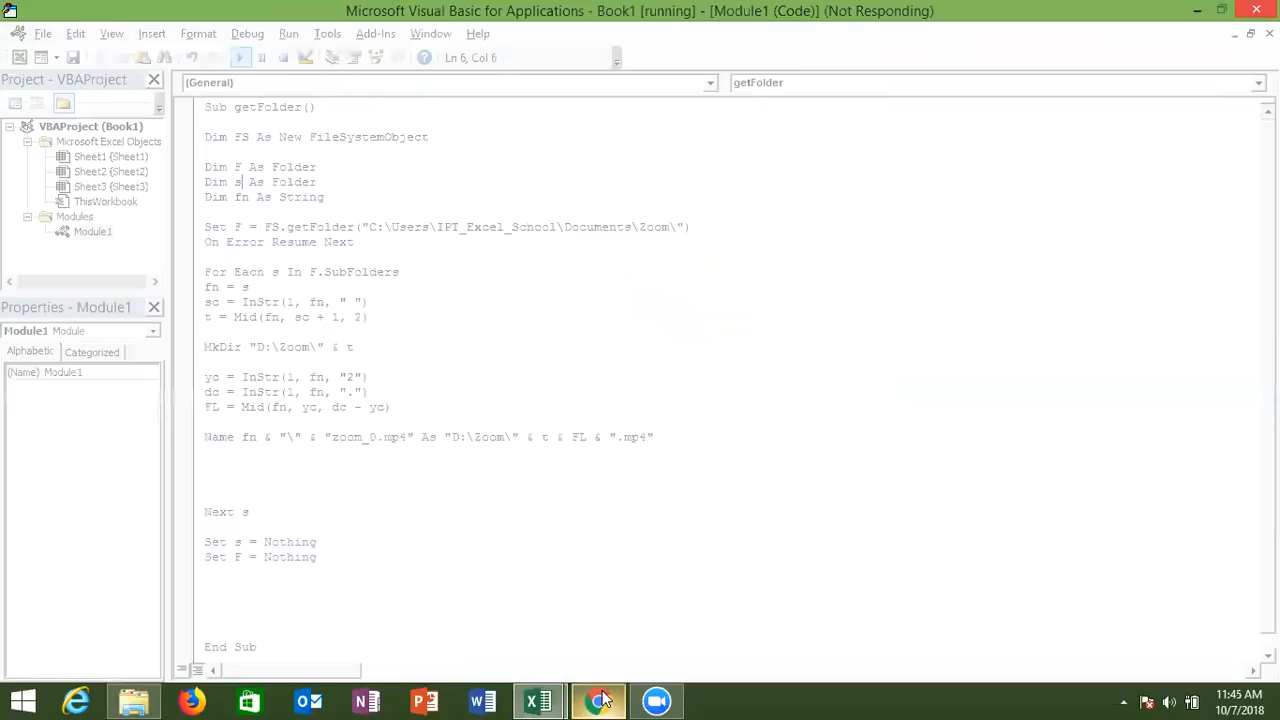 Microsoft Visual Basic for Applications - Book1 [running] - [Module1 (Code)] (Not Responding)
File Edit View Insert Format Debug Run Tools Add-Ins Window Help
Ln 6, Col 6
Project - VBAProject
(General)
getFolder
VBAProject (Book1)
Microsoft Excel Objects
Sheet1 (Sheet1)
Sheet2 (Sheet2)
Sheet3 (Sheet3)
ThisWorkbook
Modules
Module1
Properties - Module1
Module1 Module
Alphabetic Categorized
(Name) Module1
Sub getFolder()
Dim FS As New FileSystemObject
Dim F As Folder
Dim s As Folder
Dim fn As String
Set F = FS.getFolder("C:\Users\IPT_Excel_School\Documents\Zoom\")
On Error Resume Next
For Each s In F.SubFolders
fn = s
sc = InStr(1, fn, " ")
t = Mid(fn, sc + 1, 2)
MkDir "D:\Zoom\" & t
yc = InStr(1, fn, "2")
dc = InStr(1, fn, ".")
FL = Mid(fn, yc, dc - yc)
Name fn & "\" & "zoom_0.mp4" As "D:\Zoom\" & t & FL & ".mp4"
Next s
Set s = Nothing
Set F = Nothing
End Sub
11:45 AM
10/7/2018